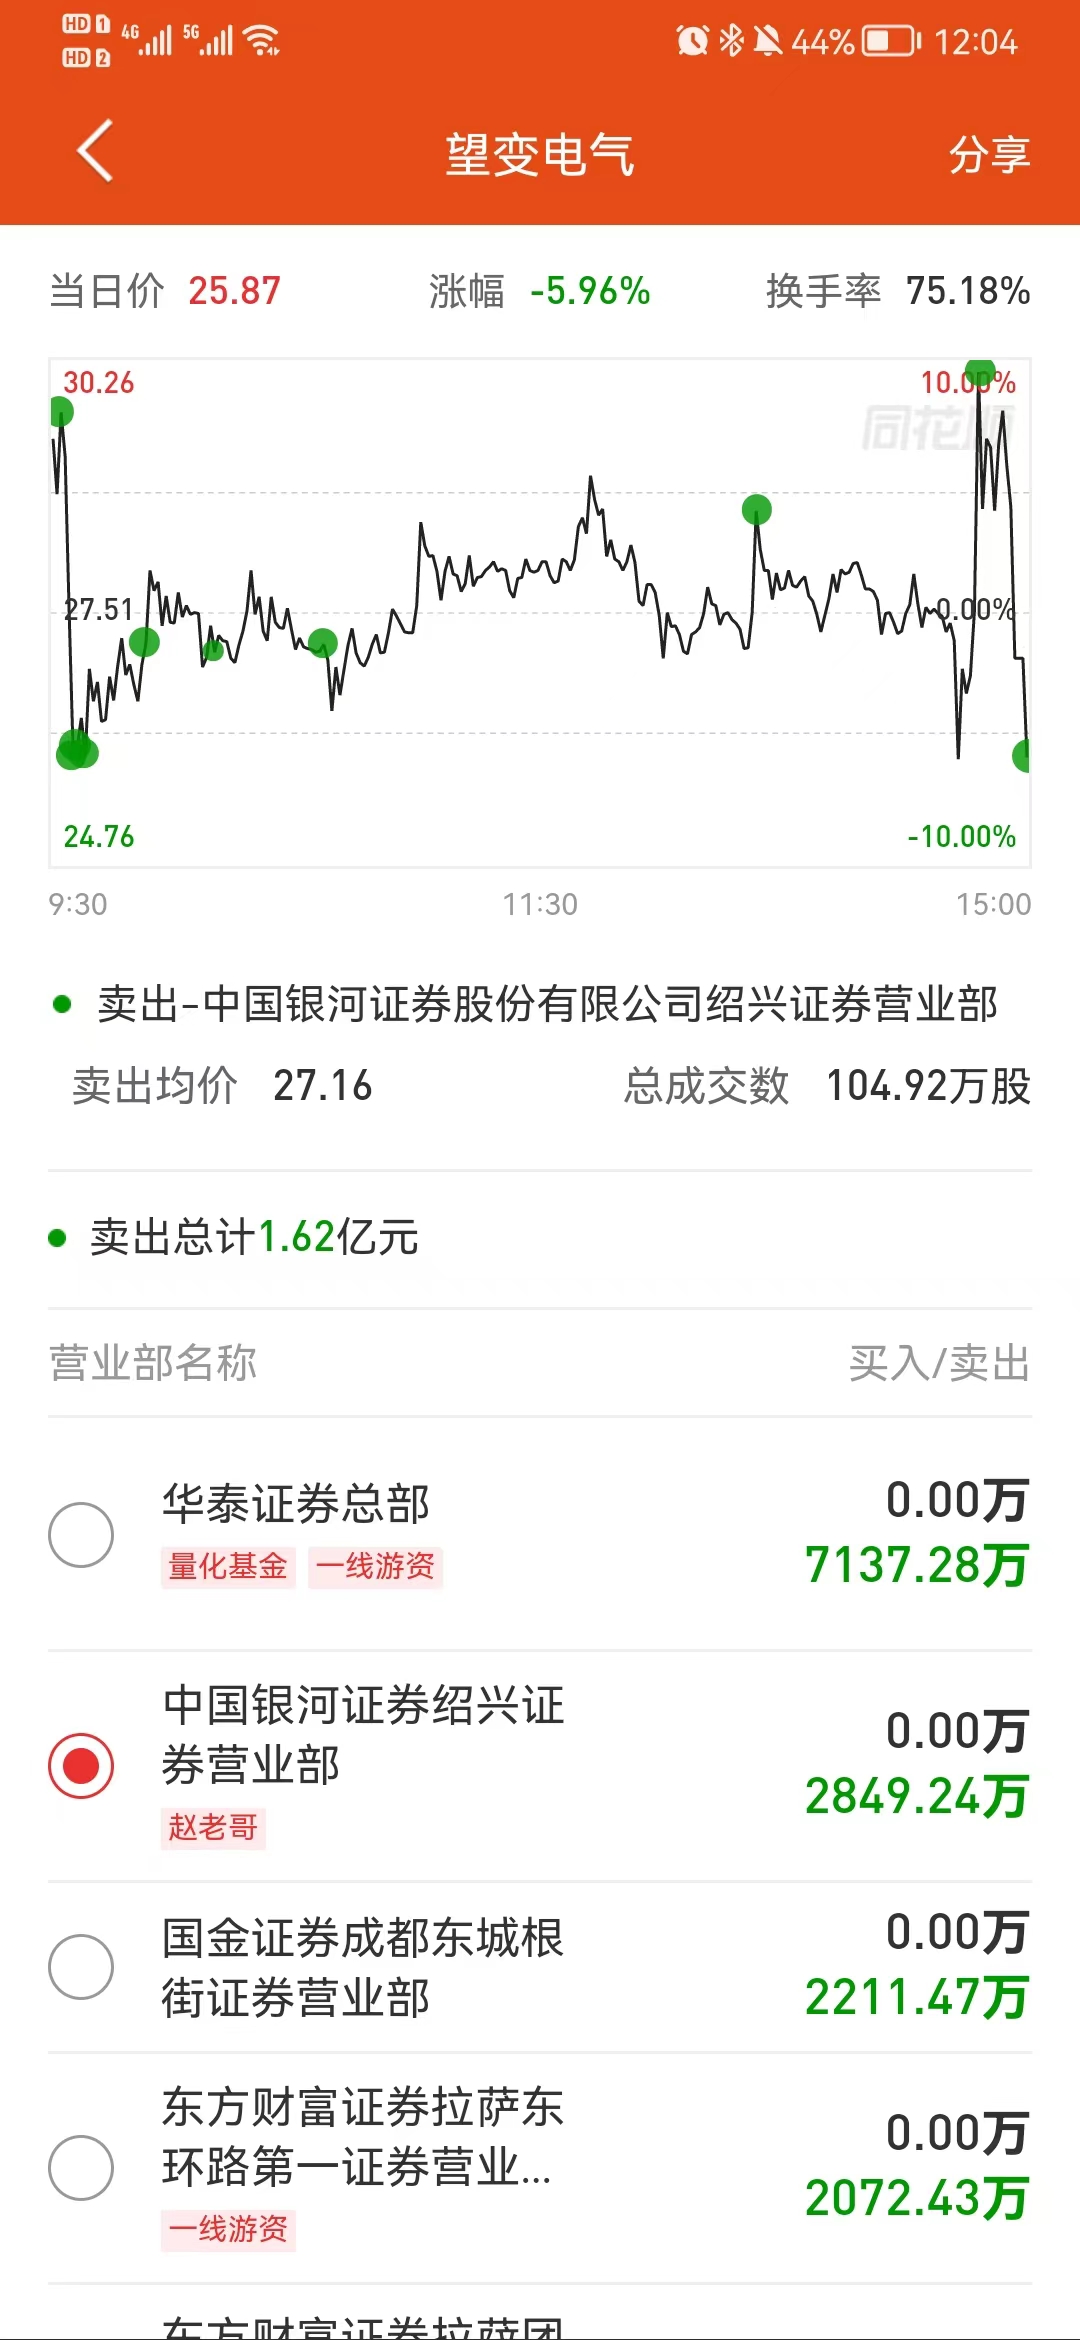 HD 1 4G 5G 44% 12:04
HD 2
望变电气 分享
当日价 25.87 涨幅 -5.96% 换手率 75.18%
30.26 10.00%
同花顺
27.51 0.00%
24.76 -10.00%
9:30 11:30 15:00
卖出-中国银河证券股份有限公司绍兴证券营业部
卖出均价 27.16 总成交数 104.92万股
卖出总计1.62亿元
营业部名称 买入/卖出
华泰证券总部 0.00万
量化基金 一线游资 7137.28万
中国银河证券绍兴证
券营业部 0.00万
赵老哥 2849.24万
国金证券成都东城根 0.00万
街证券营业部 2211.47万
东方财富证券拉萨东 0.00万
环路第一证券营业... 2072.43万
一线游资
东方财富证券拉萨团